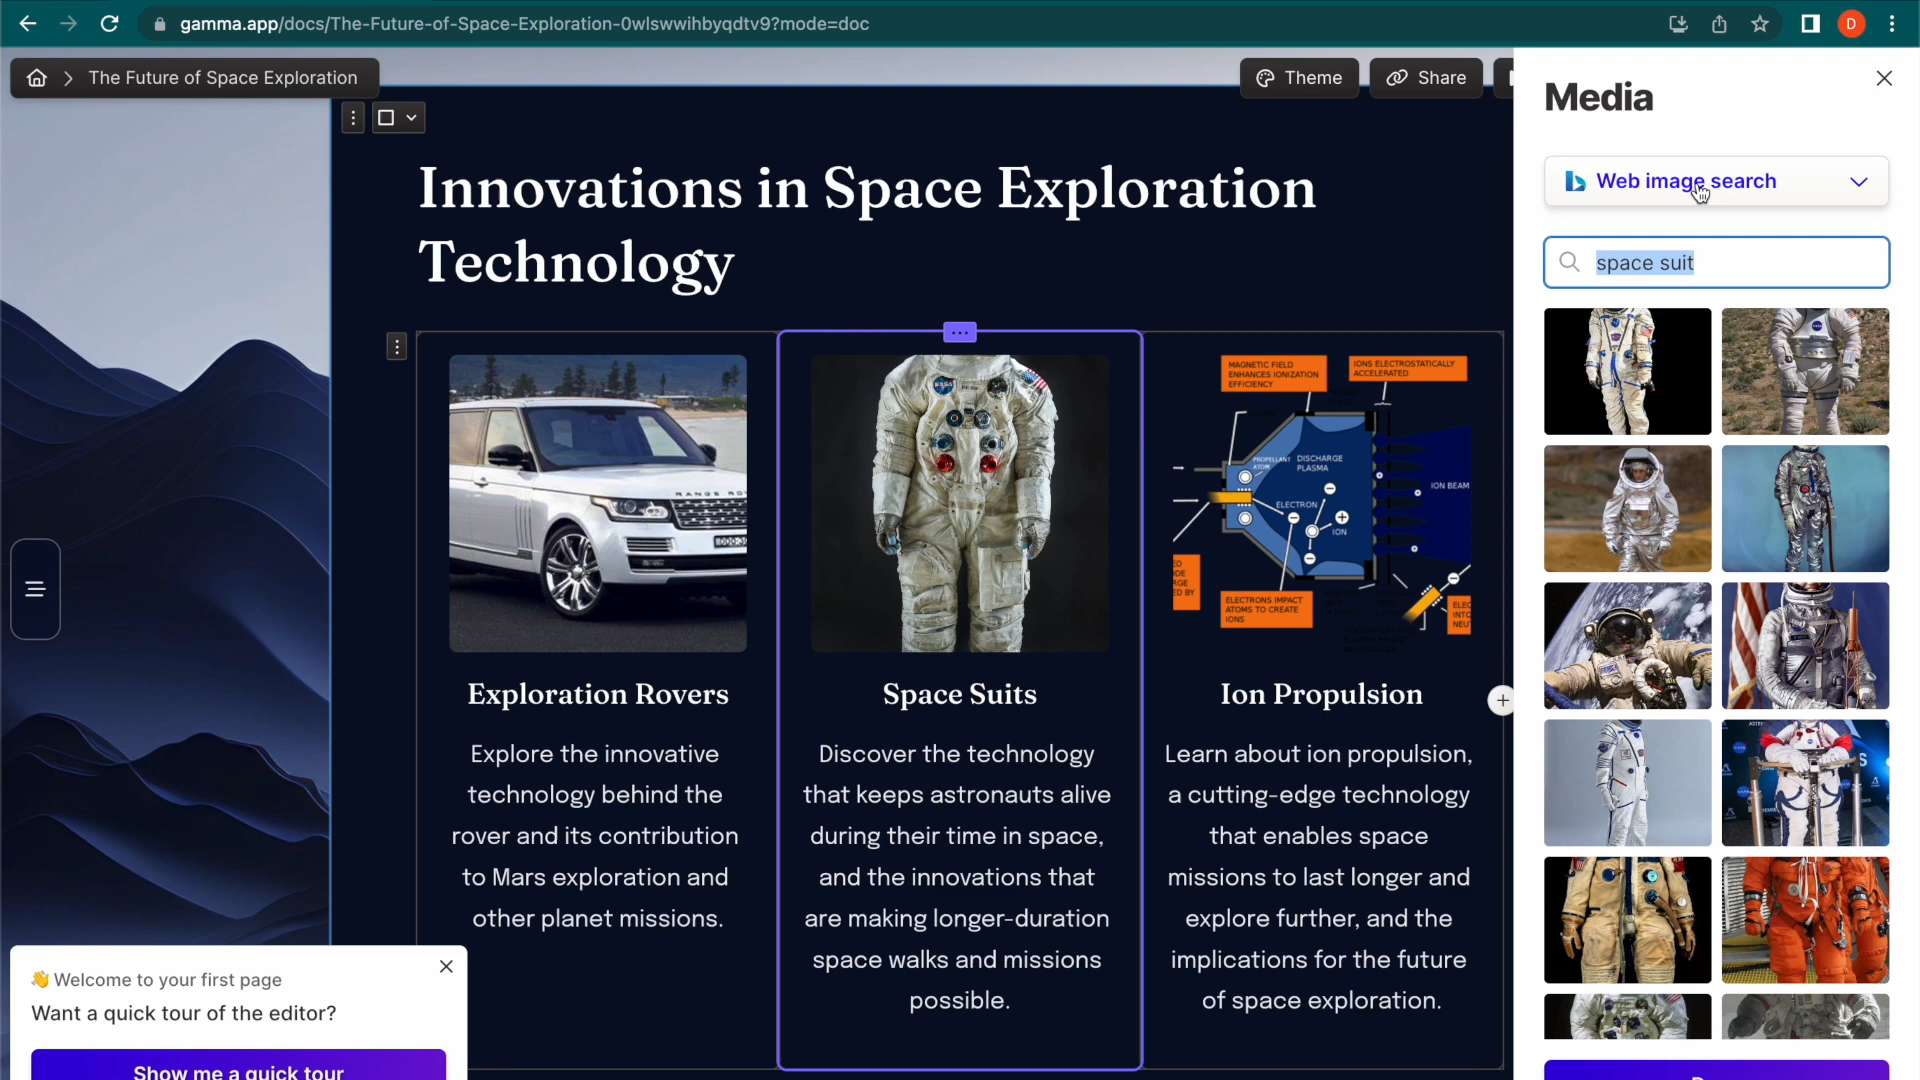 gamma.app/docs/The-Future-of-Space-Exploration-0wlswwihbyqdtv9?mode=doc
D
The Future of Space Exploration
Theme
Share
Media
Web image search
space suit
Innovations in Space Exploration
Technology
MAGNETIC FIELD
ENHANCES IONIZATION
EFFICIENCY
IONS ELECTROSTATICALLY
ACCELERATED
PROPELLANT
ATOM
DISCHARGE
PLASMA
ELECTRON
ION
ION BEAM
ELECTRONS IMPACT
ATOMS TO CREATE
IONS
Exploration Rovers
Explore the innovative
technology behind the
rover and its contribution
to Mars exploration and
other planet missions.
Space Suits
Discover the technology
that keeps astronauts alive
during their time in space,
and the innovations that
are making longer-duration
space walks and missions
possible.
Ion Propulsion
Learn about ion propulsion,
a cutting-edge technology
that enables space
missions to last longer and
explore further, and the
implications for the future
of space exploration.
👋 Welcome to your first page
Want a quick tour of the editor?
Show me a quick tour